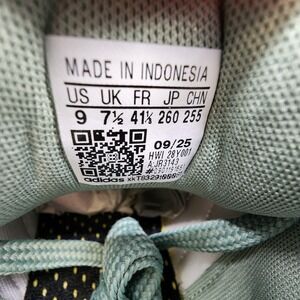 MADE IN INDONESIA
US UK FR JP CHN
9 7½ 41⅓ 260 255
09/25
HWI 28Y001
A JR3143
adidas